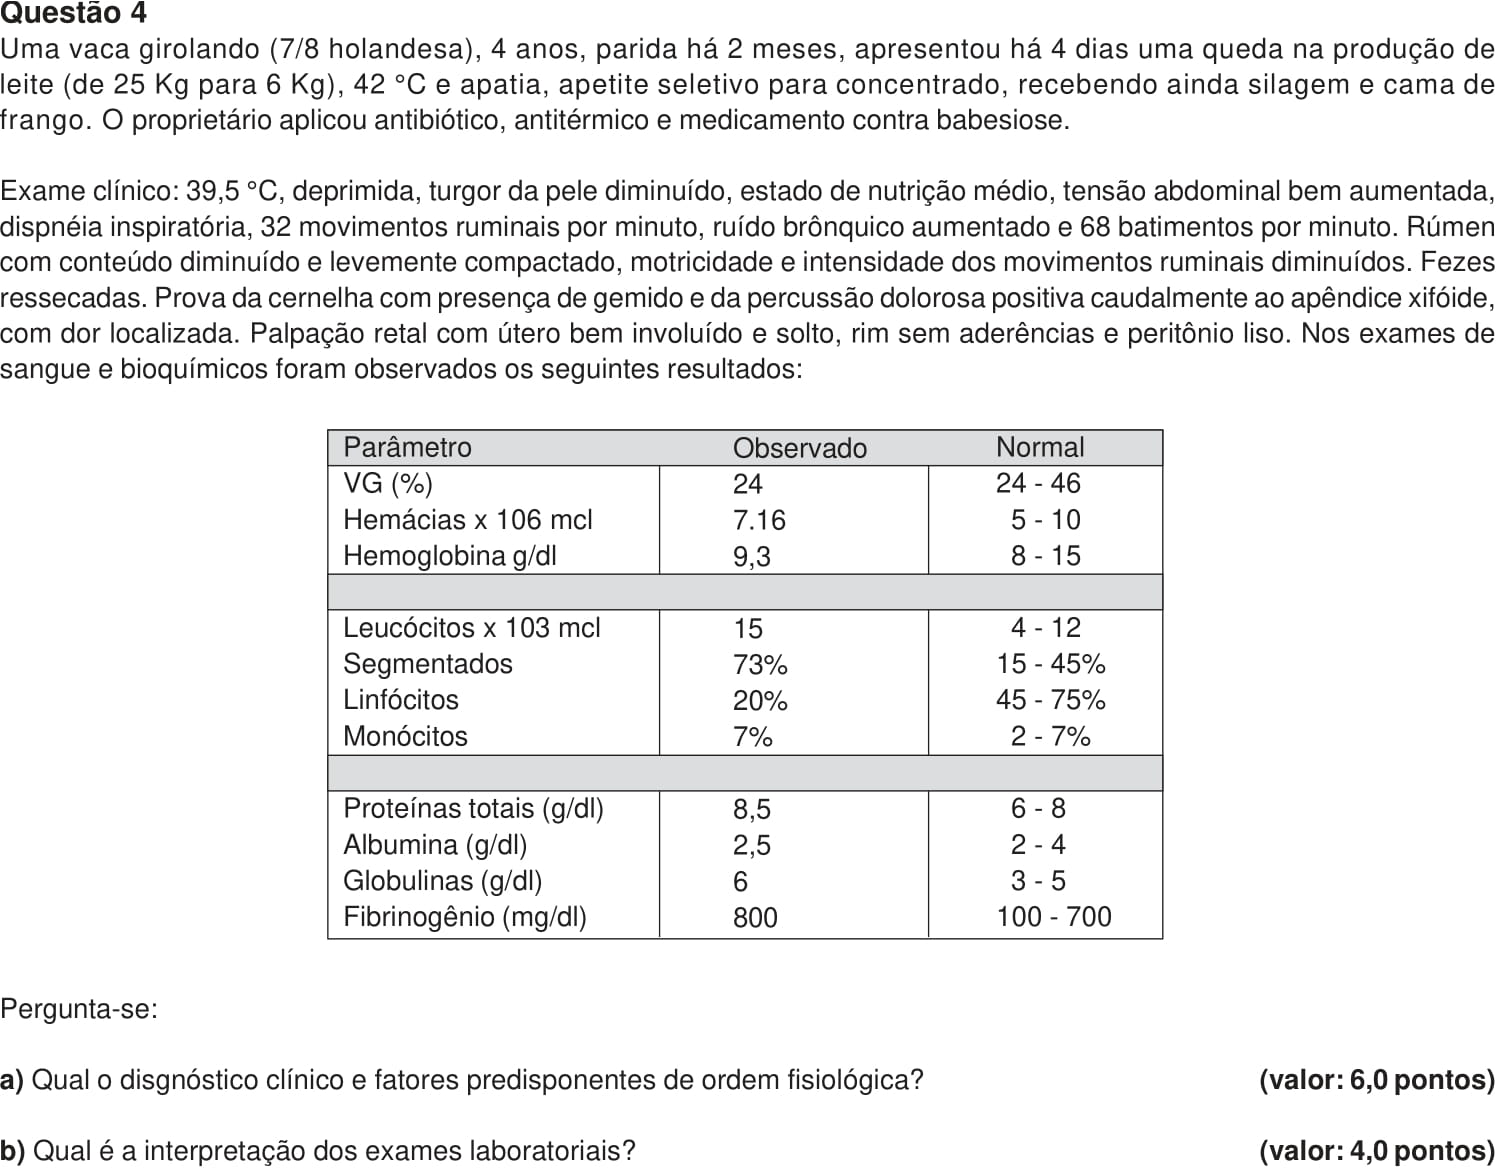 Questão 4
Uma vaca girolando (7/8 holandesa), 4 anos, parida há 2 meses, apresentou há 4 dias uma queda na produção de
leite (de 25 Kg para 6 Kg), 42 °C e apatia, apetite seletivo para concentrado, recebendo ainda silagem e cama de
frango. O proprietário aplicou antibiótico, antitérmico e medicamento contra babesiose.
Exame clínico: 39,5 °C, deprimida, turgor da pele diminuído, estado de nutrição médio, tensão abdominal bem aumentada,
dispnéia inspiratória, 32 movimentos ruminais por minuto, ruído brônquico aumentado e 68 batimentos por minuto. Rúmen
com conteúdo diminuído e levemente compactado, motricidade e intensidade dos movimentos ruminais diminuídos. Fezes
ressecadas. Prova da cernelha com presença de gemido e da percussão dolorosa positiva caudalmente ao apêndice xifóide,
com dor localizada. Palpação retal com útero bem involuído e solto, rim sem aderências e peritônio liso. Nos exames de
sangue e bioquímicos foram observados os seguintes resultados:
Parâmetro Observado Normal
VG (%) 24 24 - 46
Hemácias x 106 mcl 7.16 5 - 10
Hemoglobina g/dl 9,3 8 - 15
Leucócitos x 103 mcl 15 4 - 12
Segmentados 73% 15 - 45%
Linfócitos 20% 45 - 75%
Monócitos 7% 2 - 7%
Proteínas totais (g/dl) 8,5 6 - 8
Albumina (g/dl) 2,5 2 - 4
Globulinas (g/dl) 6 3 - 5
Fibrinogênio (mg/dl) 800 100 - 700
Pergunta-se:
a) Qual o disgnóstico clínico e fatores predisponentes de ordem fisiológica? (valor: 6,0 pontos)
b) Qual é a interpretação dos exames laboratoriais? (valor: 4,0 pontos)